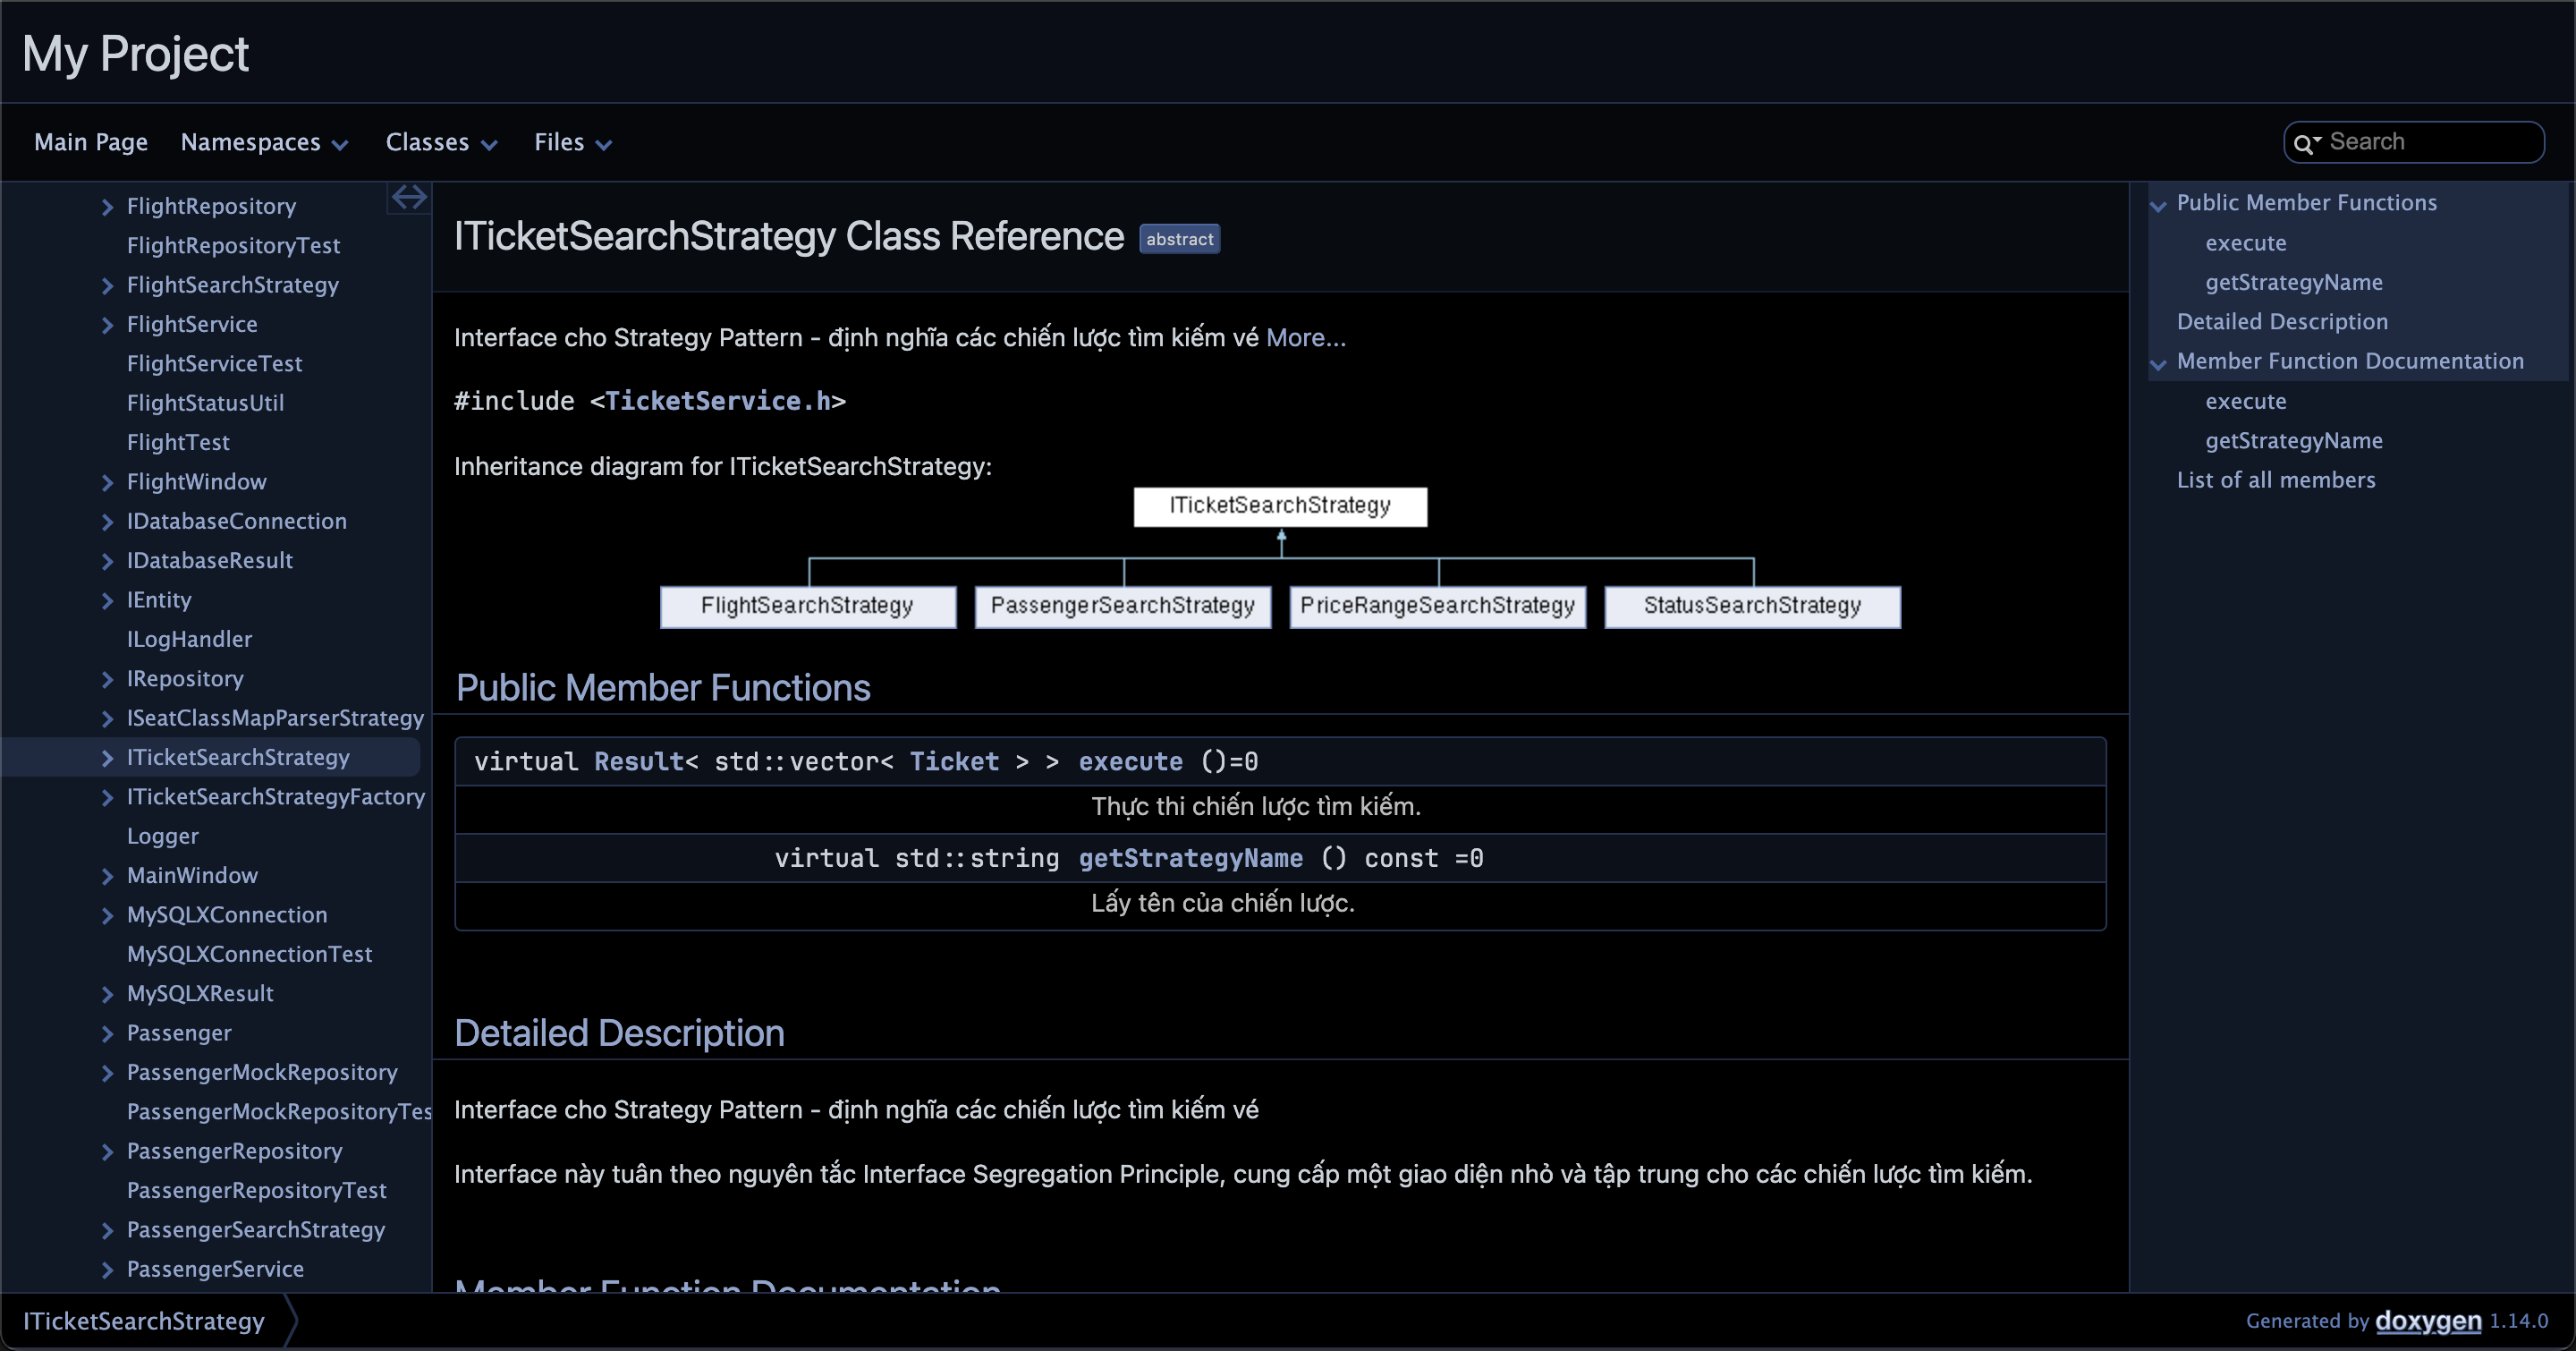 My Project
Main Page Namespaces Classes Files Search
FlightRepository
FlightRepositoryTest
FlightSearchStrategy
FlightService
FlightServiceTest
FlightStatusUtil
FlightTest
FlightWindow
IDatabaseConnection
IDatabaseResult
IEntity
ILogHandler
IRepository
ISeatClassMapParserStrategy
ITicketSearchStrategy
ITicketSearchStrategyFactory
Logger
MainWindow
MySQLXConnection
MySQLXConnectionTest
MySQLXResult
Passenger
PassengerMockRepository
PassengerMockRepositoryTes
PassengerRepository
PassengerRepositoryTest
PassengerSearchStrategy
PassengerService
ITicketSearchStrategy Class Reference abstract
Interface cho Strategy Pattern - định nghĩa các chiến lược tìm kiếm vé More...
#include <TicketService.h>
Inheritance diagram for ITicketSearchStrategy:
ITicketSearchStrategy
FlightSearchStrategy PassengerSearchStrategy PriceRangeSearchStrategy StatusSearchStrategy
Public Member Functions
virtual Result< std::vector< Ticket > > execute ()=0
Thực thi chiến lược tìm kiếm.
virtual std::string getStrategyName () const =0
Lấy tên của chiến lược.
Detailed Description
Interface cho Strategy Pattern - định nghĩa các chiến lược tìm kiếm vé
Interface này tuân theo nguyên tắc Interface Segregation Principle, cung cấp một giao diện nhỏ và tập trung cho các chiến lược tìm kiếm.
Member Function Documentation
Public Member Functions
execute
getStrategyName
Detailed Description
Member Function Documentation
execute
getStrategyName
List of all members
ITicketSearchStrategy
Generated by doxygen 1.14.0